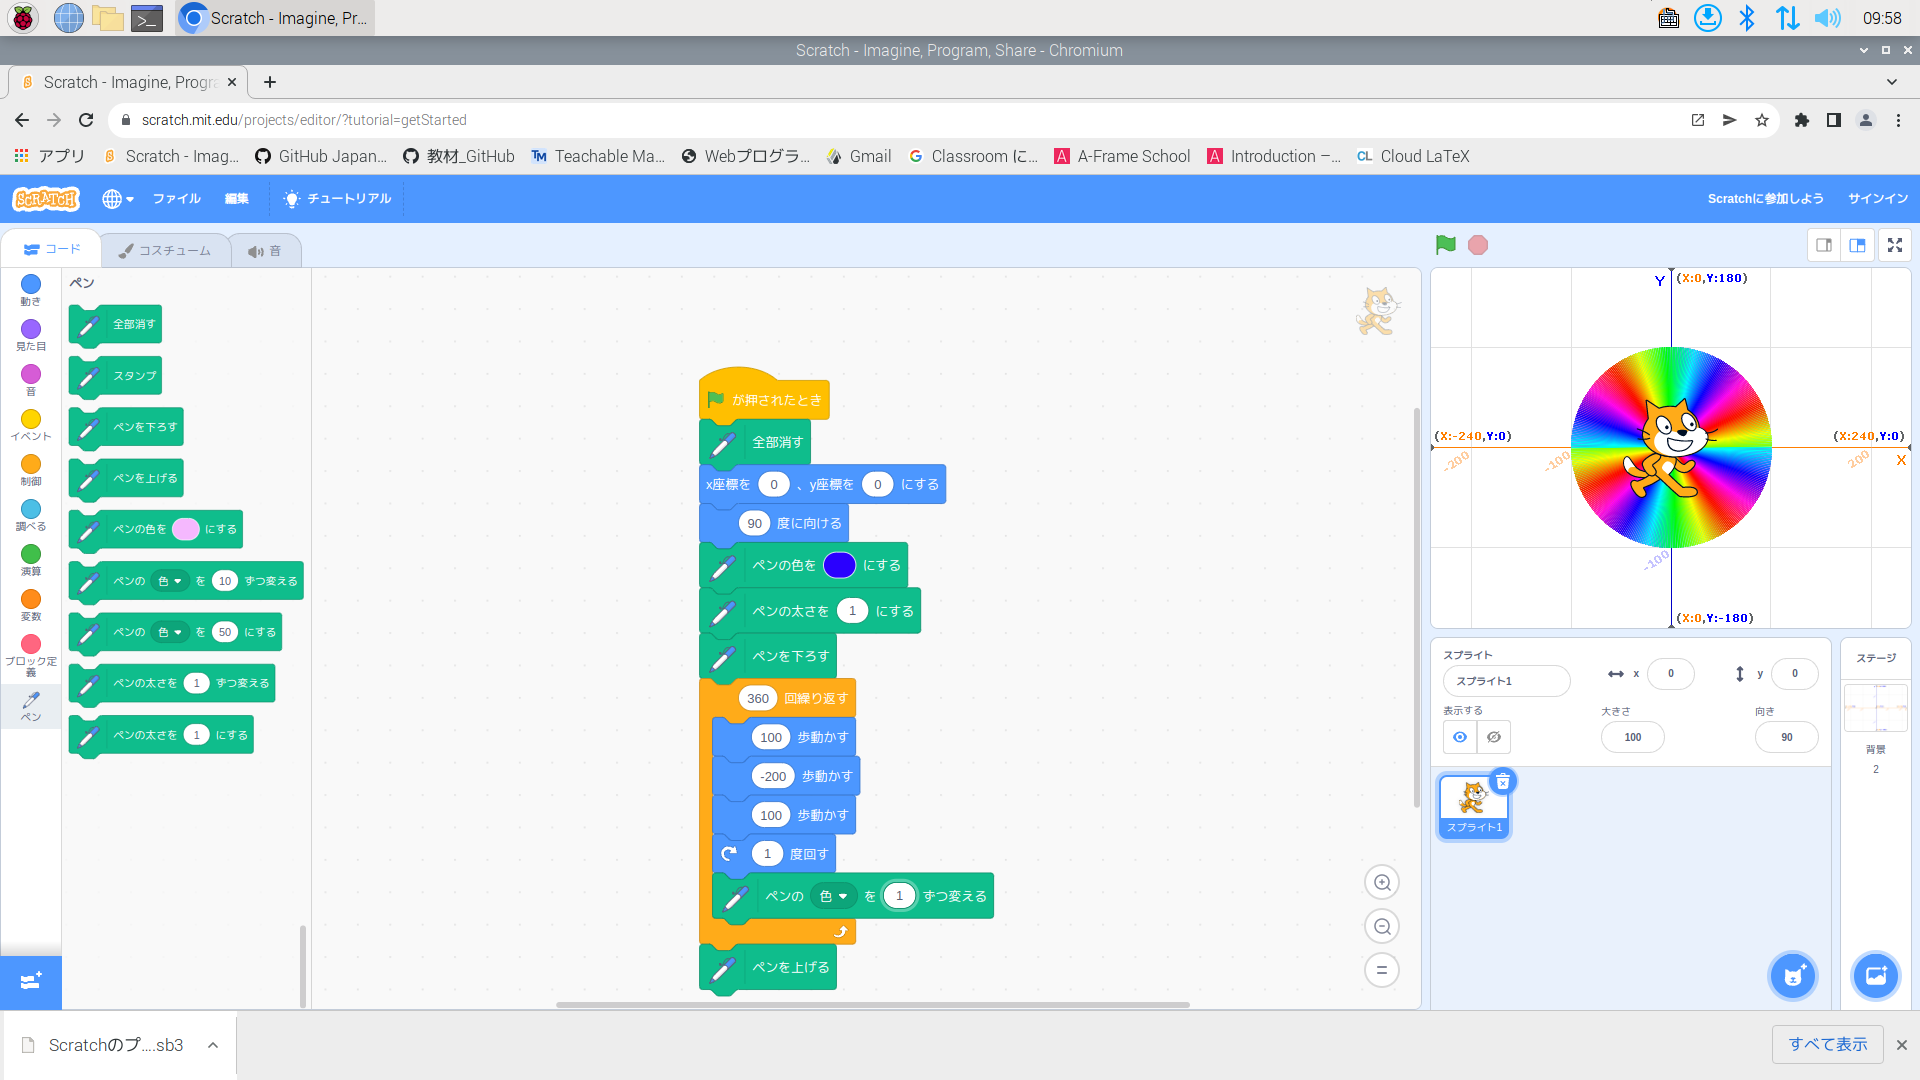 Scratch - Imagine, Pr...
09:58
Scratch - Imagine, Program, Share - Chromium
Scratch - Imagine, Progra
scratch.mit.edu/projects/editor/?tutorial=getStarted
アプリ
Scratch - Imag...
GitHub Japan...
教材_GitHub
Teachable Ma...
Webプログラ...
Gmail
Classroom に...
A-Frame School
Introduction –...
Cloud LaTeX
SCRATCH
ファイル
編集
チュートリアル
Scratchに参加しよう
サインイン
コード
コスチューム
音
動き
見た目
音
イベント
制御
調べる
演算
変数
ブロック定
義
ペン
ペン
全部消す
スタンプ
ペンを下ろす
ペンを上げる
ペンの色を にする
ペンの 色 を 10 ずつ変える
ペンの 色 を 50 にする
ペンの太さを 1 ずつ変える
ペンの太さを 1 にする
が押されたとき
全部消す
x座標を 0 、y座標を 0 にする
90 度に向ける
ペンの色を にする
ペンの太さを 1 にする
ペンを下ろす
360 回繰り返す
100 歩動かす
-200 歩動かす
100 歩動かす
1 度回す
ペンの 色 を 1 ずつ変える
ペンを上げる
Y (X:0,Y:180)
(X:-240,Y:0)
(X:240,Y:0)
-200
-100
200
X
-100
(X:0,Y:-180)
スプライト
スプライト1
x 0
y 0
表示する
大きさ
100
向き
90
スプライト1
ステージ
背景
2
Scratchのプ....sb3
すべて表示